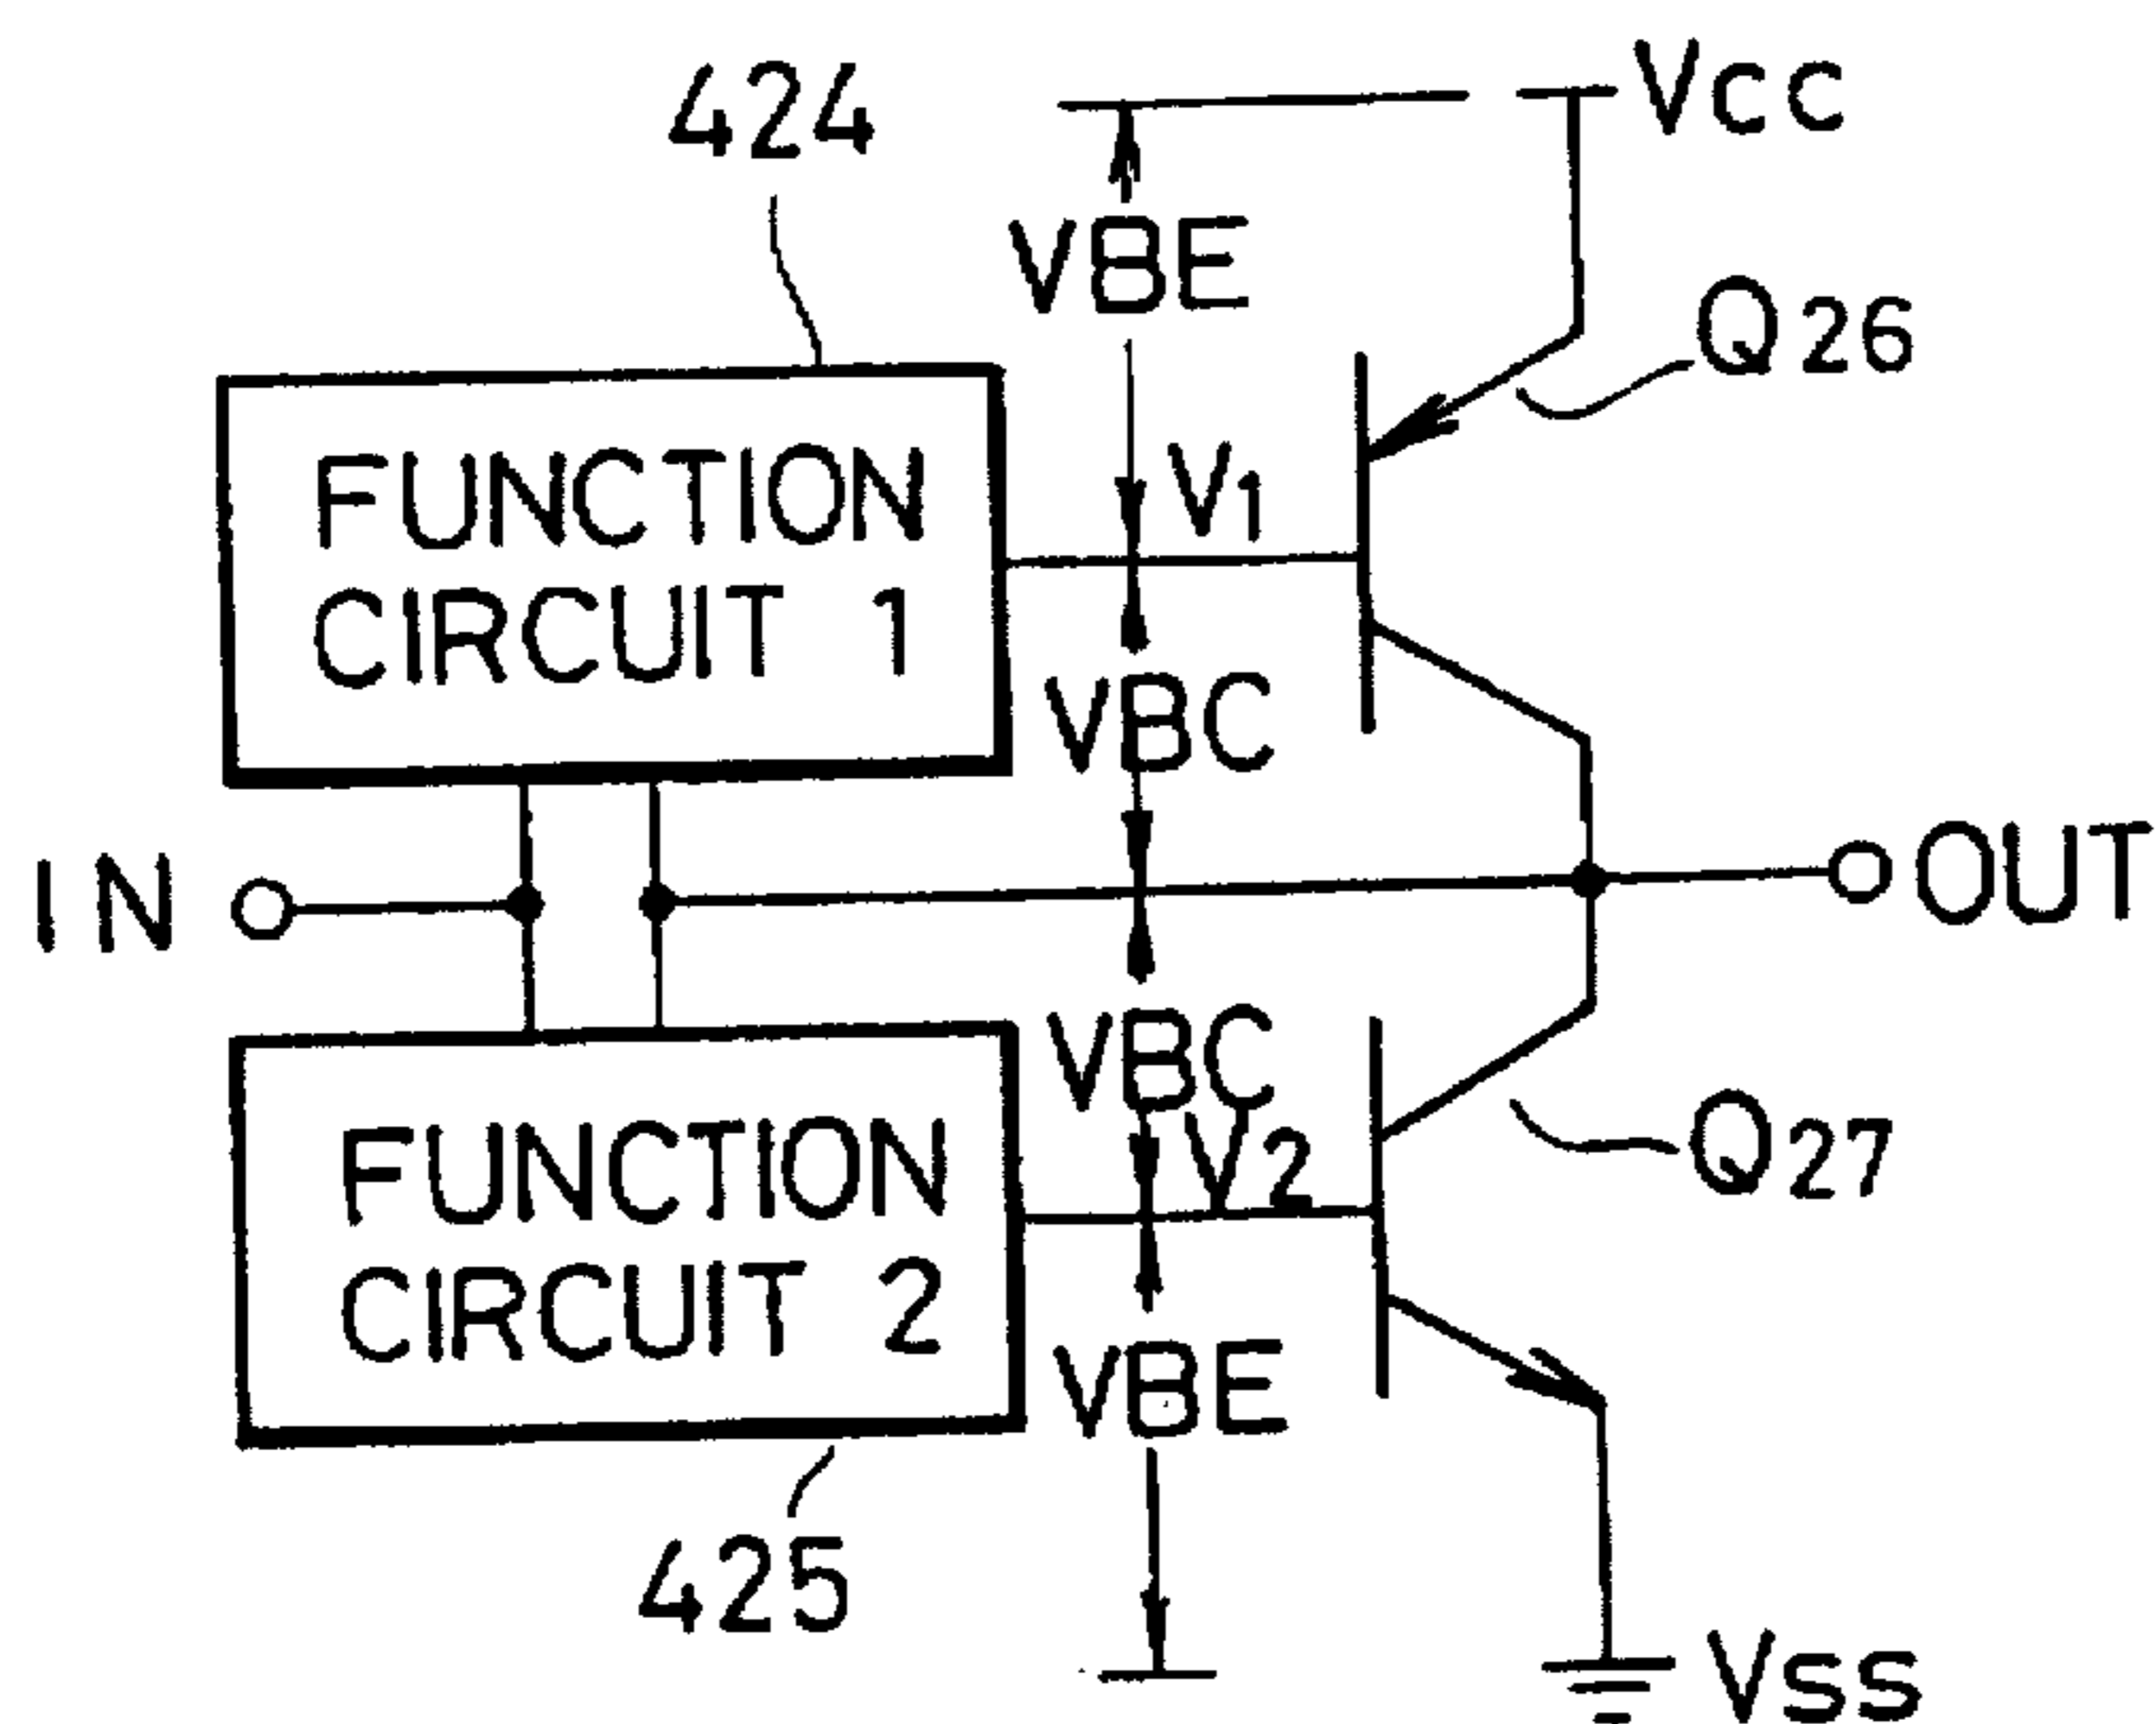 424
Vcc
VBE
Q26
FUNCTION
CIRCUIT 1
V1
VBC
IN
OUT
VBC
V2
Q27
FUNCTION
CIRCUIT 2
VBE
425
Vss